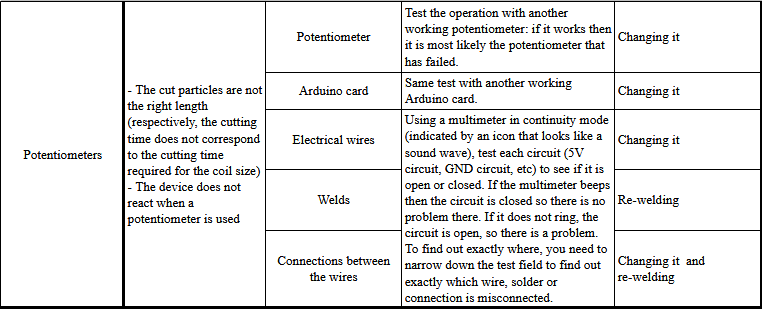 Potentiometers
- The cut particles are not
the right length
(respectively, the cutting
time does not correspond
to the cutting time
required for the coil size)
- The device does not
react when a
potentiometer is used
Potentiometer
Test the operation with another
working potentiometer: if it works then
it is most likely the potentiometer that
has failed.
Changing it
Arduino card
Same test with another working
Arduino card.
Changing it
Electrical wires
Using a multimeter in continuity mode
(indicated by an icon that looks like a
sound wave), test each circuit (5V
circuit, GND circuit, etc) to see if it is
open or closed. If the multimeter beeps
then the circuit is closed so there is no
problem there. If it does not ring, the
circuit is open, so there is a problem.
To find out exactly where, you need to
narrow down the test field to find out
exactly which wire, solder or
connection is misconnected.
Changing it
Welds
Re-welding
Connections between
the wires
Changing it and
re-welding